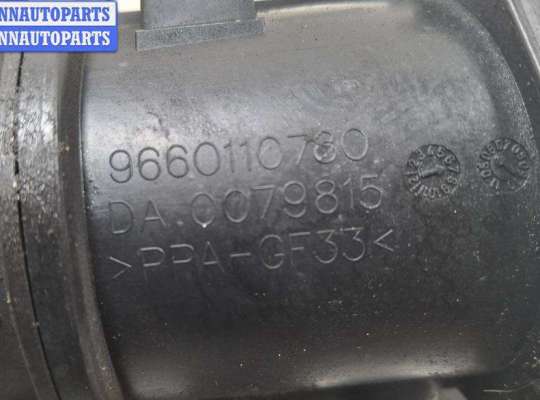 NNAUTOPARTS
NNAUTOPARTS
9660110780
DA.0079815
>PPA-GF33<